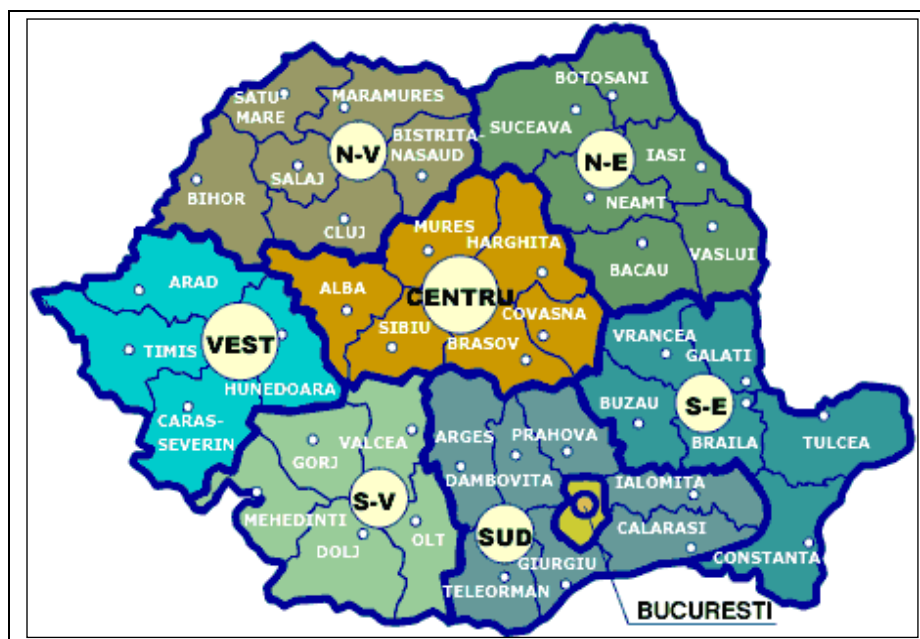 BOTOSANI
SATU
MARE
MARAMURES
SUCEAVA
BISTRITA-
NASAUD
N-V
N-E
IASI
SALAJ
BIHOR
NEAMT
CLUJ
MURES
HARGHITA
VASLUI
BACAU
ARAD
ALBA
CENTRU
COVASNA
SIBIU
BRASOV
VRANCEA
GALATI
TIMIS
VEST
HUNEDOARA
BUZAU
S-E
CARAS-
SEVERIN
VALCEA
ARGES
PRAHOVA
BRAILA
TULCEA
GORJ
DAMBOVITA
IALOMITA
S-V
MEHEDINTI
DOLJ
OLT
SUD
CALARASI
GIURGIU
CONSTANTA
TELEORMAN
BUCURESTI